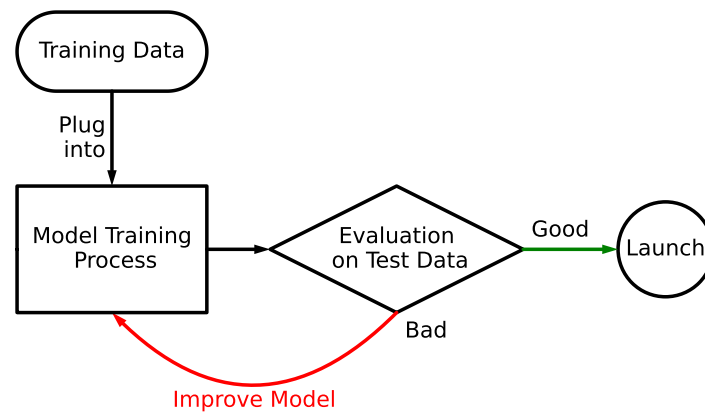 Training Data
Plug
into
Model Training
Process
Evaluation
on Test Data
Good
Launch
Bad
Improve Model